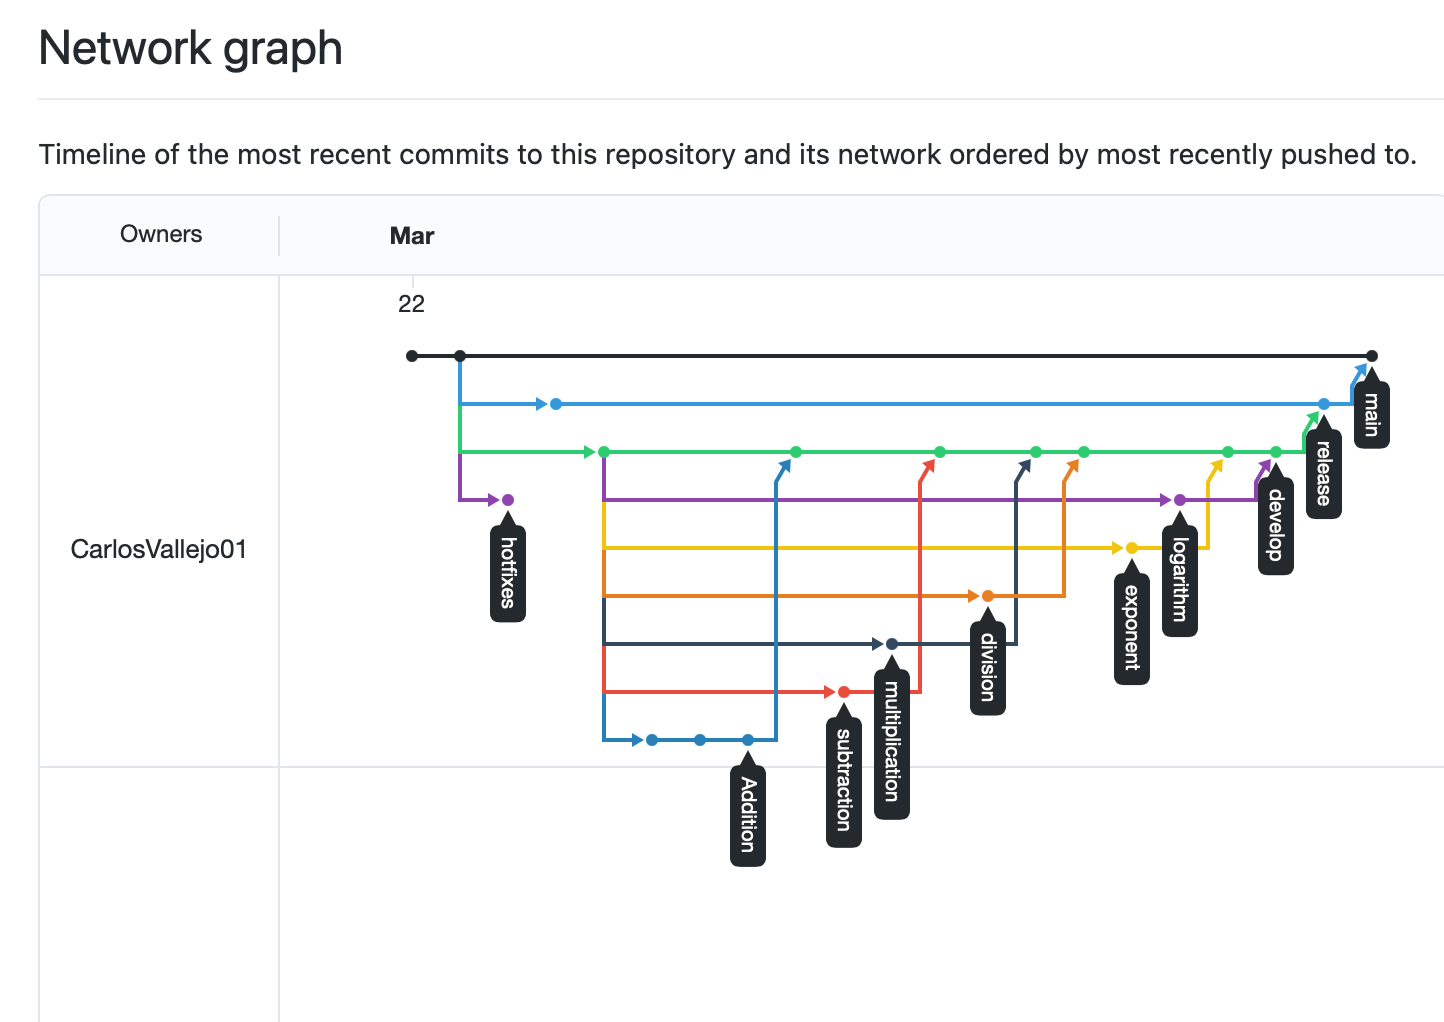 Network graph
Timeline of the most recent commits to this repository and its network ordered by most recently pushed to.
Owners
Mar
22
CarlosVallejo01
main
release
develop
hotfixes
logarithm
exponent
division
multiplication
subtraction
Addition